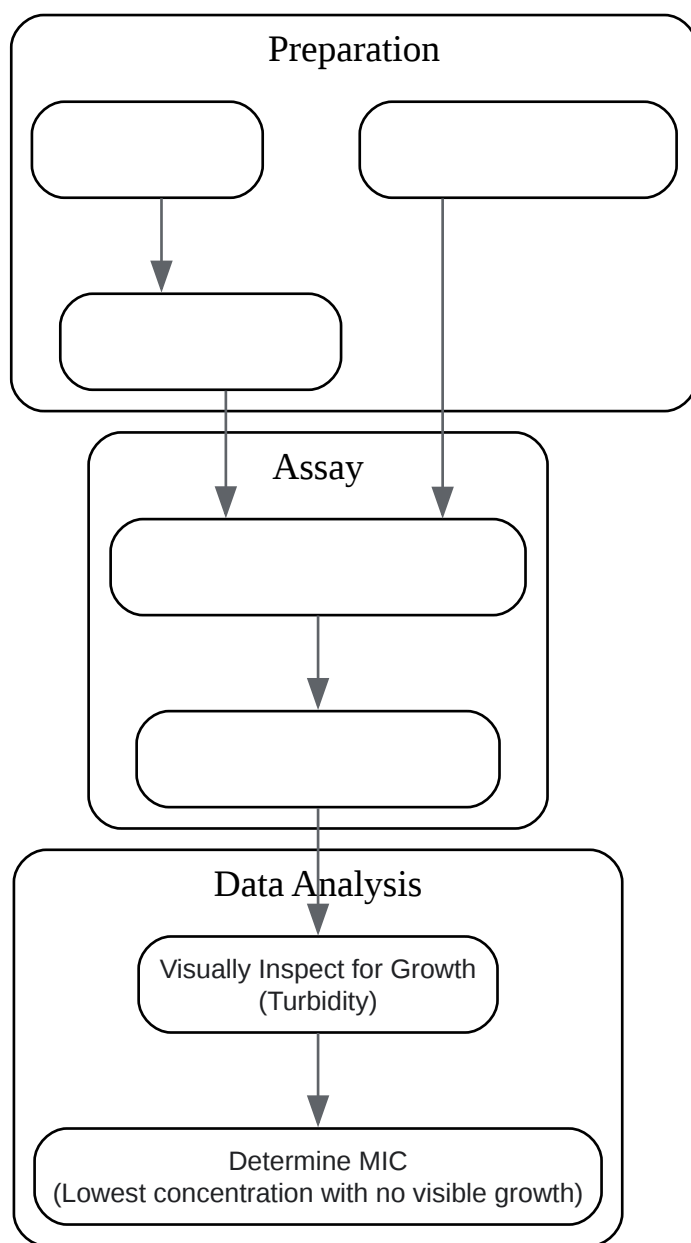 Preparation
Assay
Data Analysis
Visually Inspect for Growth
(Turbidity)
Determine MIC
(Lowest concentration with no visible growth)